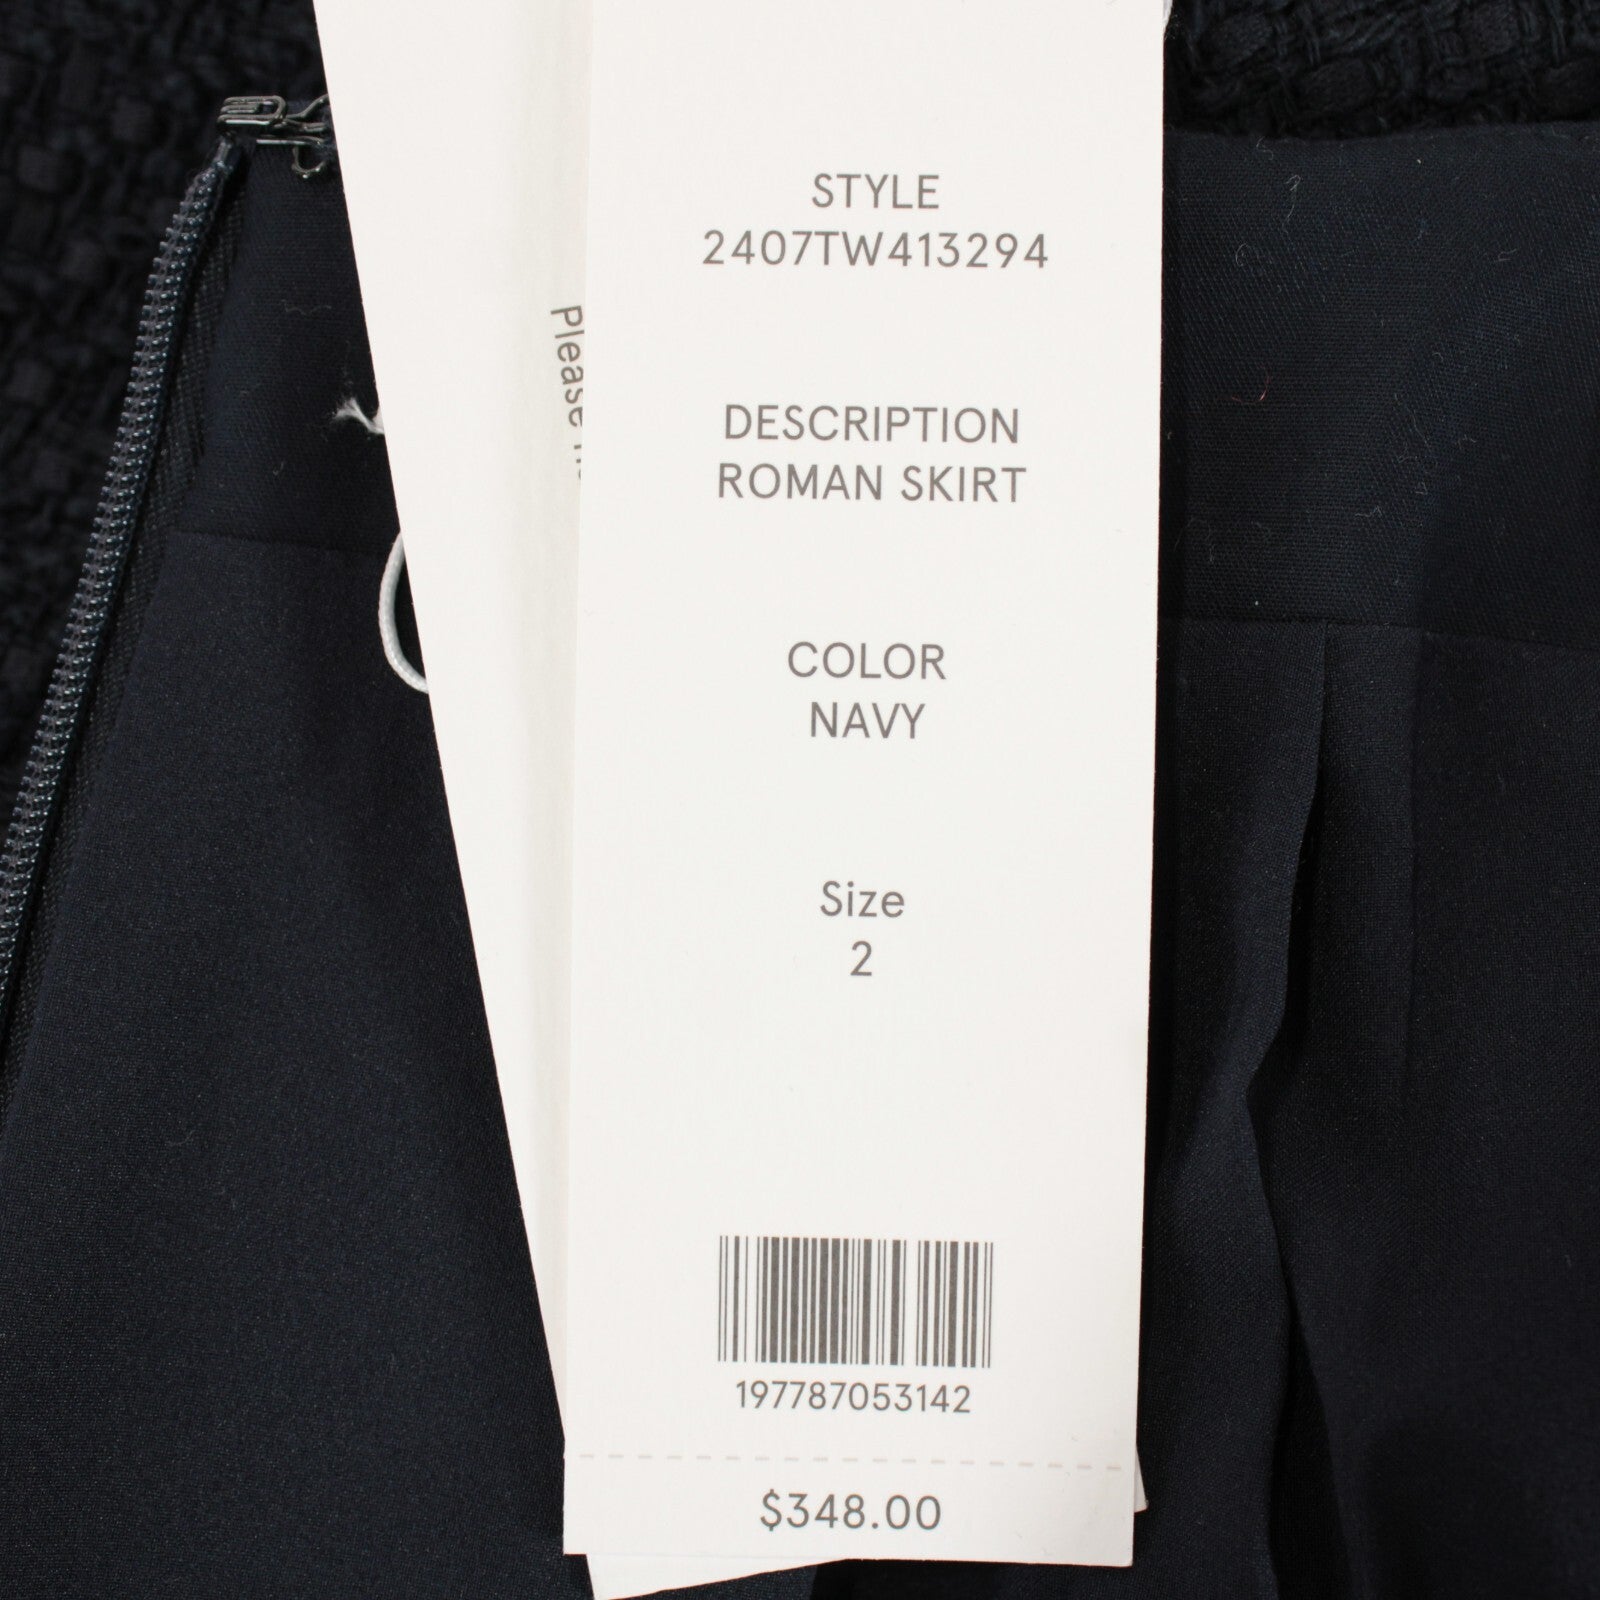 STYLE
2407TW413294
DESCRIPTION
ROMAN SKIRT
COLOR
NAVY
Size
2
197787053142
$348.00
Please